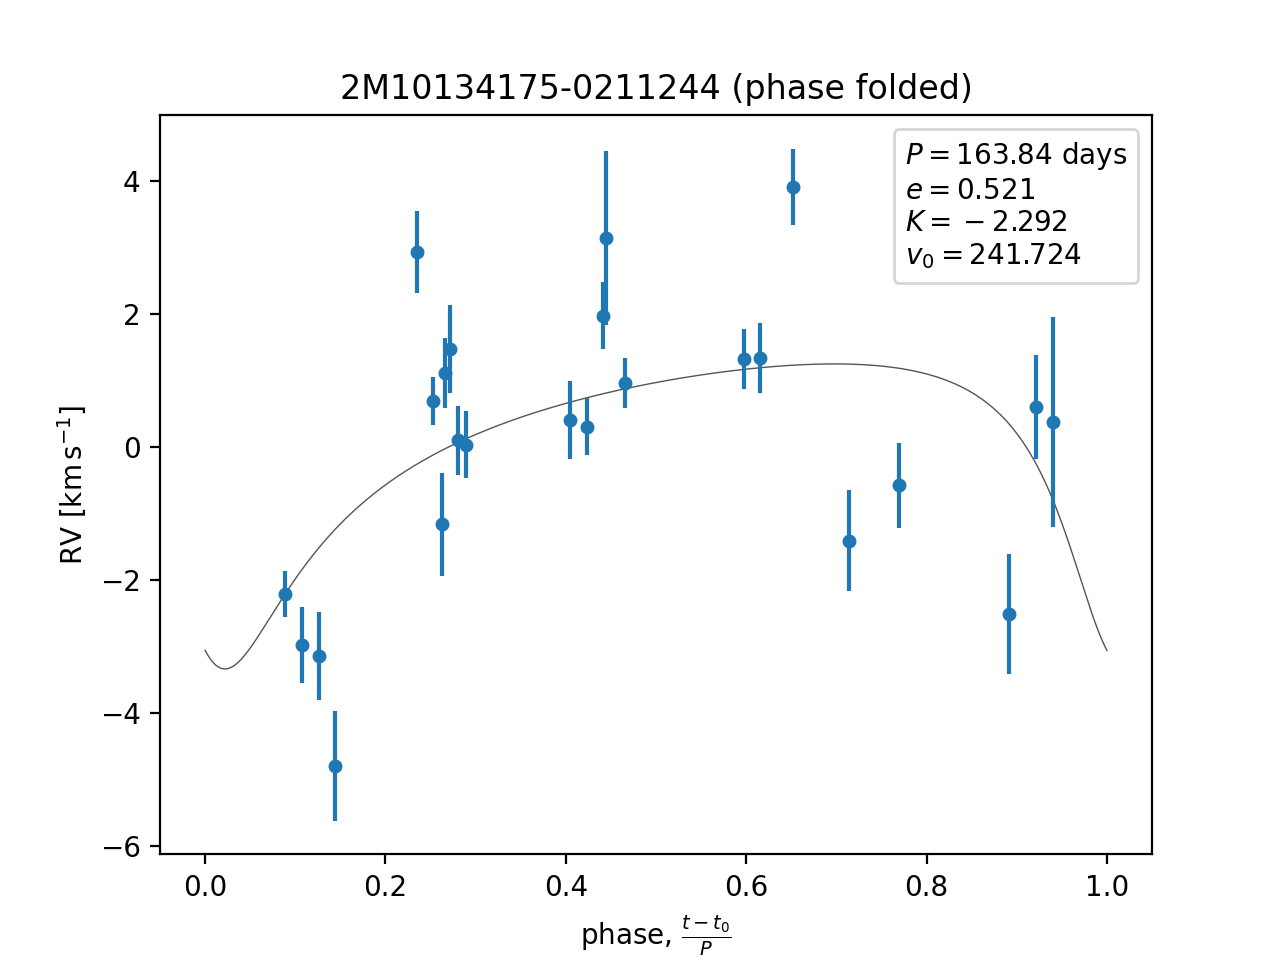 2M10134175-0211244 (phase folded)
P = 163.84 days
e = 0.521
K = −2.292
v₀ = 241.724
RV [km s⁻¹]
4
2
0
−2
−4
−6
0.0 0.2 0.4 0.6 0.8 1.0
phase, (t − t₀)/P